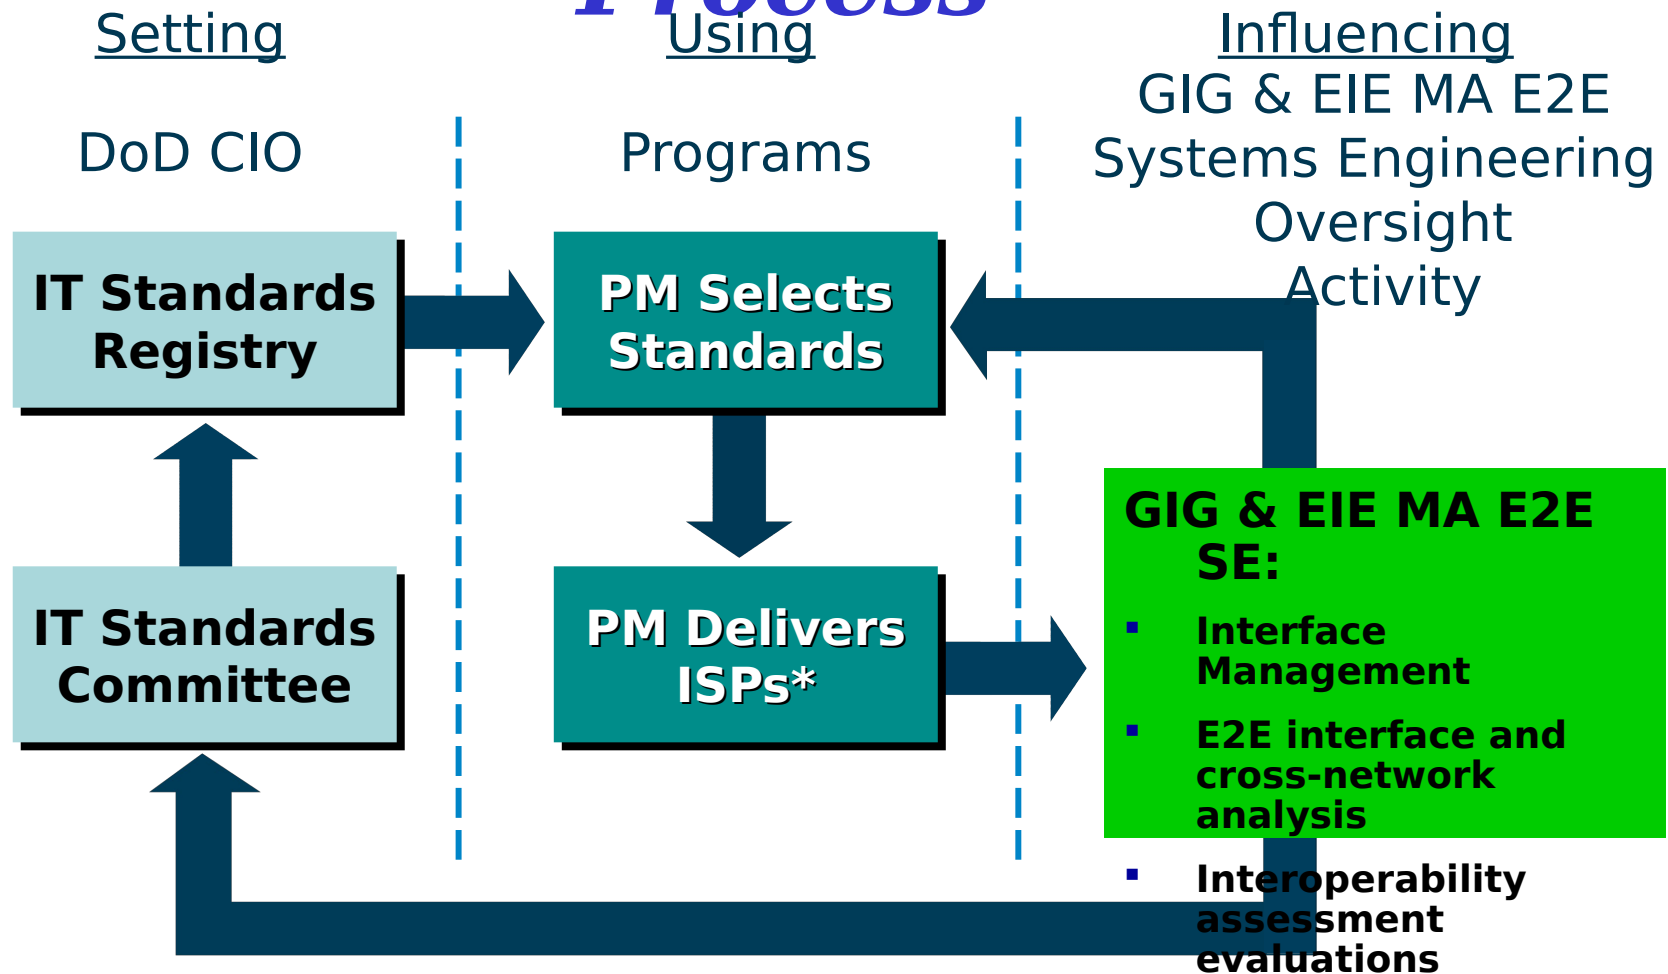 Process
Setting
Using
Influencing
DoD CIO
Programs
GIG & EIE MA E2E
Systems Engineering
Oversight
Activity
IT Standards
Registry
PM Selects
Standards
IT Standards
Committee
PM Delivers
ISPs*
GIG & EIE MA E2E
SE:
▪ Interface
Management
▪ E2E interface and
cross-network
analysis
▪ Interoperability
assessment
evaluations